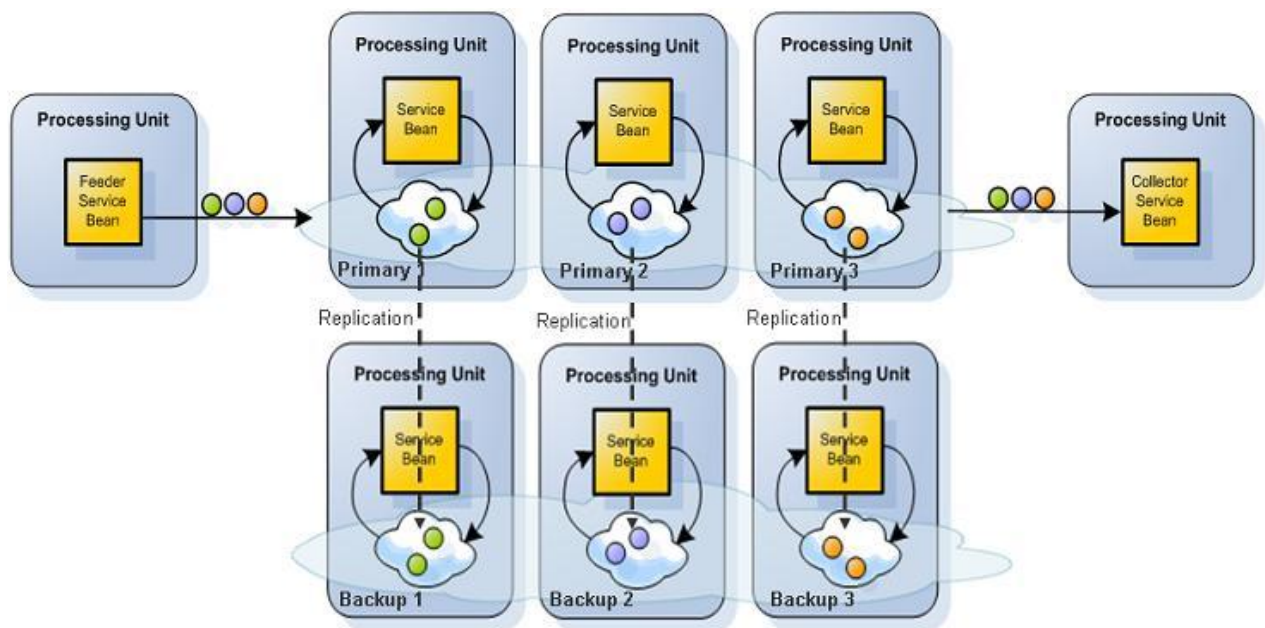 Processing Unit
Service
Bean
Primary 1
Processing Unit
Service
Bean
Primary 2
Processing Unit
Service
Bean
Primary 3
Processing Unit
Feeder
Service
Bean
Processing Unit
Collector
Service
Bean
Replication
Replication
Replication
Processing Unit
Service
Bean
Backup 1
Processing Unit
Service
Bean
Backup 2
Processing Unit
Service
Bean
Backup 3